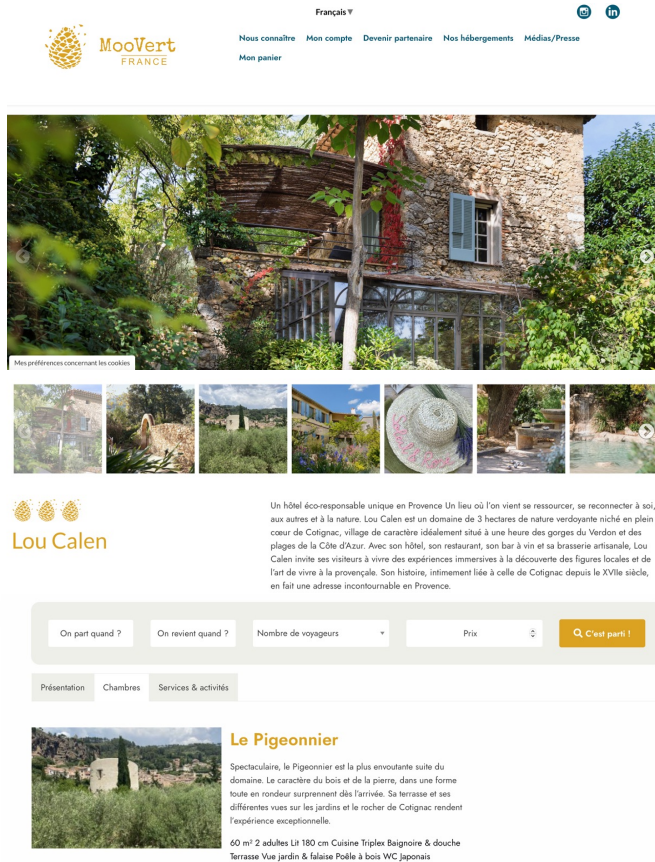 Français▼
MooVert
FRANCE
Nous connaître Mon compte Devenir partenaire Nos hébergements Médias/Presse
Mon panier
Mes préférences concernant les cookies
Lou Calen
Un hôtel éco-responsable unique en Provence Un lieu où l'on vient se ressourcer, se reconnecter à soi,
aux autres et à la nature. Lou Calen est un domaine de 3 hectares de nature verdoyante niché en plein
cœur de Cotignac, village de caractère idéalement situé à une heure des gorges du Verdon et des
plages de la Côte d'Azur. Avec son hôtel, son restaurant, son bar à vin et sa brasserie artisanale, Lou
Calen invite ses visiteurs à vivre des expériences immersives à la découverte des figures locales et de
l'art de vivre à la provençale. Son histoire, intimement liée à celle de Cotignac depuis le XVIIe siècle,
en fait une adresse incontournable en Provence.
On part quand ? On revient quand ? Nombre de voyageurs Prix C'est parti !
Présentation Chambres Services & activités
Le Pigeonnier
Spectaculaire, le Pigeonnier est la plus envoutante suite du
domaine. Le caractère du bois et de la pierre, dans une forme
toute en rondeur surprennent dès l'arrivée. Sa terrasse et ses
différentes vues sur les jardins et le rocher de Cotignac rendent
l'expérience exceptionnelle.
60 m² 2 adultes Lit 180 cm Cuisine Triplex Baignoire & douche
Terrasse Vue jardin & falaise Poêle à bois WC Japonais